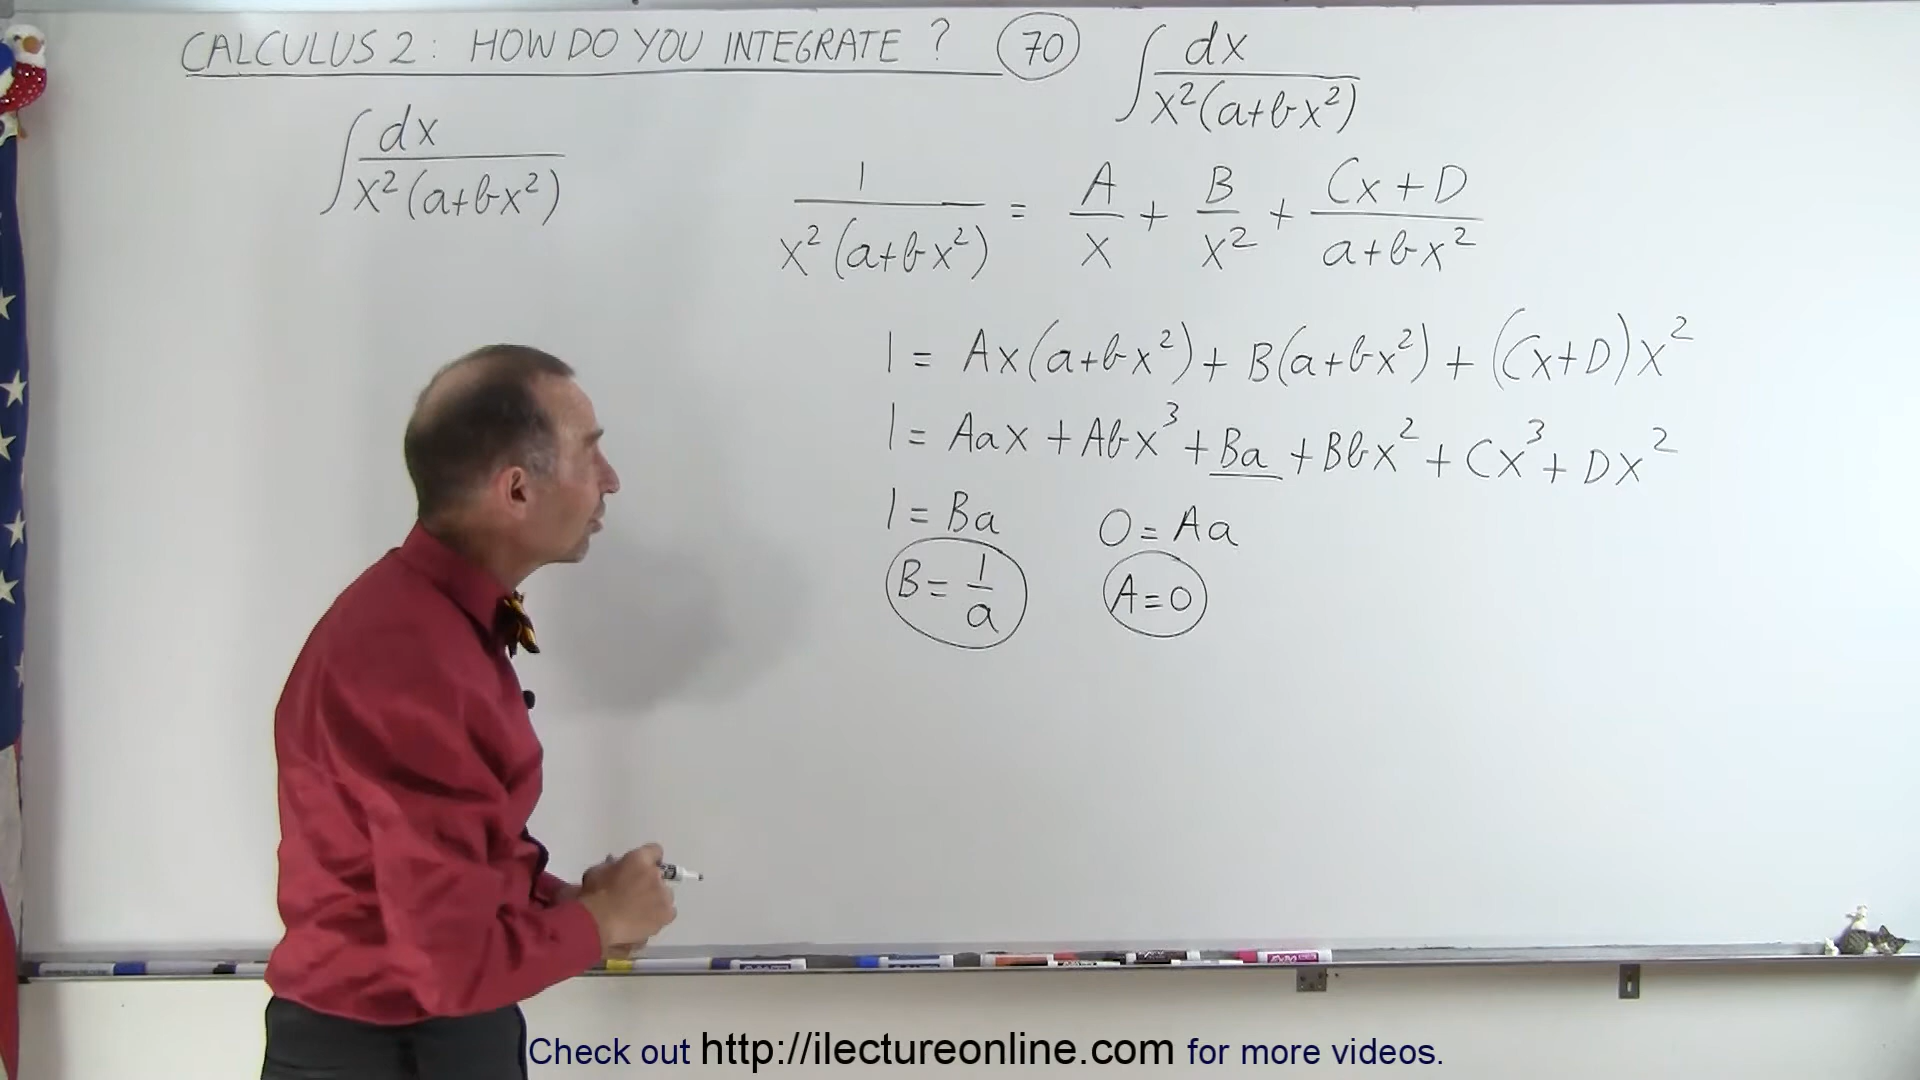 CALCULUS 2: HOW DO YOU INTEGRATE? 70 ∫ dx / x²(a+bx²)
∫ dx / x²(a+bx²)
1 / x²(a+bx²) = A/x + B/x² + (Cx+D)/(a+bx²)
1 = Ax(a+bx²) + B(a+bx²) + (Cx+D)x²
1 = Aax + Abx³ + Ba + Bbx² + Cx³ + Dx²
1 = Ba 0 = Aa
B = 1/a A = 0
Check out http://ilectureonline.com for more videos.